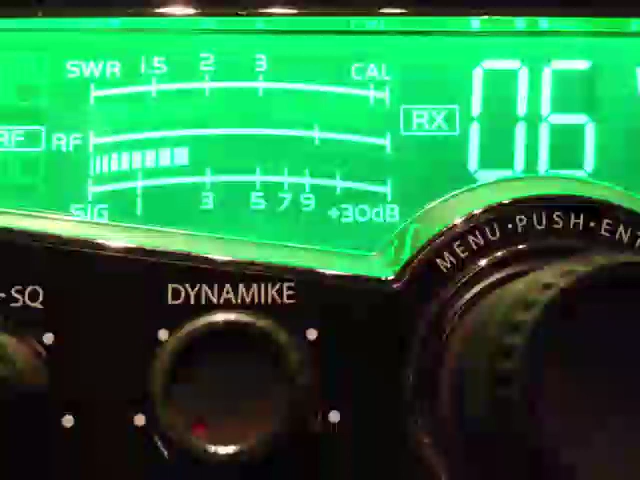 SWR 1.5 2 3 CAL
RX 06
RF RF
SIG 3 5 7 9 +30dB
MENU·PUSH·ENT
SQ DYNAMIKE